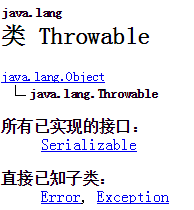 java.lang
类 Throwable
java.lang.Object
java.lang.Throwable
所有已实现的接口：
Serializable
直接已知子类：
Error, Exception